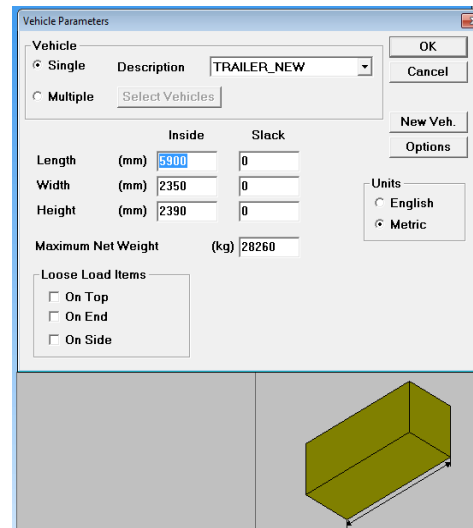 Vehicle Parameters
Vehicle
OK
Single Description TRAILER_NEW
Cancel
Multiple Select Vehicles
New Veh.
Inside Slack
Options
Length (mm) 5900 0
Width (mm) 2350 0
Units
English
Height (mm) 2390 0
Metric
Maximum Net Weight (kg) 28260
Loose Load Items
On Top
On End
On Side